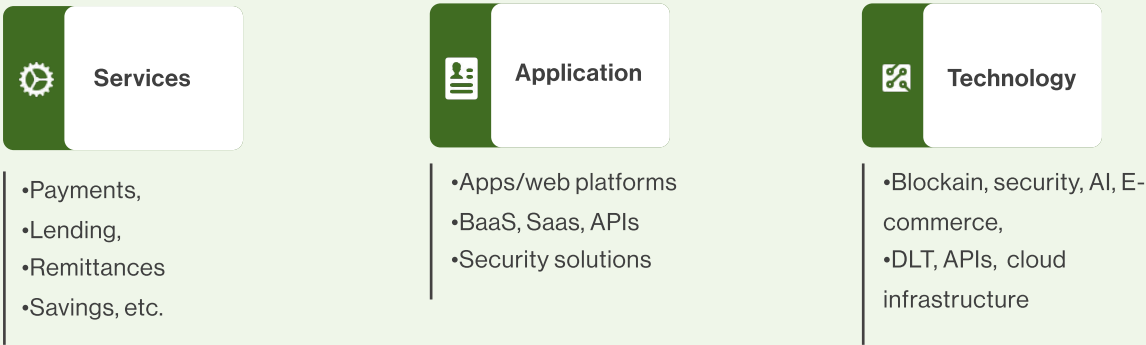 Services
•Payments,
•Lending,
•Remittances
•Savings, etc.
Application
•Apps/web platforms
•BaaS, Saas, APIs
•Security solutions
Technology
•Blockain, security, AI, E-
commerce,
•DLT, APIs, cloud
infrastructure